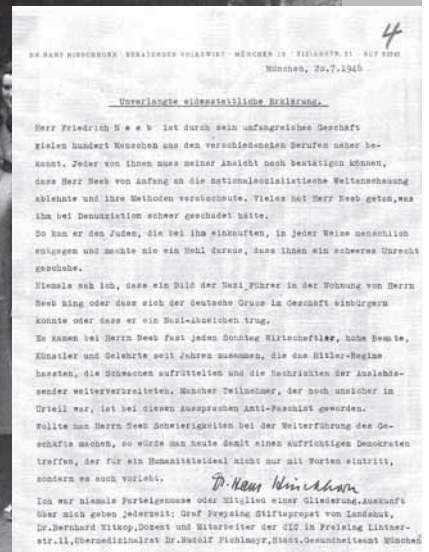 4
DR HANS HIRSCHHORN · BERATENDER VOLKSWIRT · MÜNCHEN · TIZIANSTR. · RUF
München, 20.7.1946
Unverlangte eidesstattliche Erklärung.
Herr Friedrich N e e b ist durch sein umfangreiches Geschäft
vielen hundert Menschen aus den verschiedensten Berufen näher be-
kannt. Jeder von ihnen muss meiner Ansicht nach bestätigen können,
dass Herr Neeb von Anfang an die nationalsozialistische Weltanschauung
ablehnte und ihre Methoden verabscheute. Vieles hat Herr Neeb getan, was
ihm bei Denunziation schwer geschadet hätte.
So kam er den Juden, die bei ihm einkauften, in jeder Weise menschlich
entgegen und machte nie ein Hehl daraus, dass ihnen ein schweres Unrecht
geschehe.
Niemals sah ich, dass ein Bild der Nazi Führer in der Wohnung von Herrn
Neeb hing oder dass sich der deutsche Gruss im Geschäft einbürgern
konnte oder dass er ein Nazi-Abzeichen trug.
Es kamen bei Herrn Neeb fast jeden Sonntag Wirtschaftler, hohe Beamte,
Künstler und Gelehrte seit Jahren zusammen, die das Hitler-Regime
hassten, die Schwachen aufrüttelten und die Nachrichten der Auslands-
sender weiterverbreiteten. Mancher Teilnehmer, der noch unsicher im
Urteil war, ist bei diesen Aussprachen Anti-Faschist geworden.
Wollte man Herrn Neeb Schwierigkeiten bei der Weiterführung des Ge-
schäfts machen, so würde man heute damit einen aufrichtigen Demokraten
treffen, der für ein Humanitätsideal nicht nur mit Worten eintritt,
sondern es auch vorlebt.
Dr. Hans Hirschhorn
Ich war niemals Parteigenosse oder Mitglied einer Gliederung. Auskunft
über mich geben jederzeit: Graf Preysing Stiftspropst von Landshut,
Dr. Bernhard Witkop, Dozent und Mitarbeiter der CIC in Freising Lintner-
str.11, Obermedizinalrat Dr. Rudolf Pichlmayr, Städt. Gesundheitsamt München